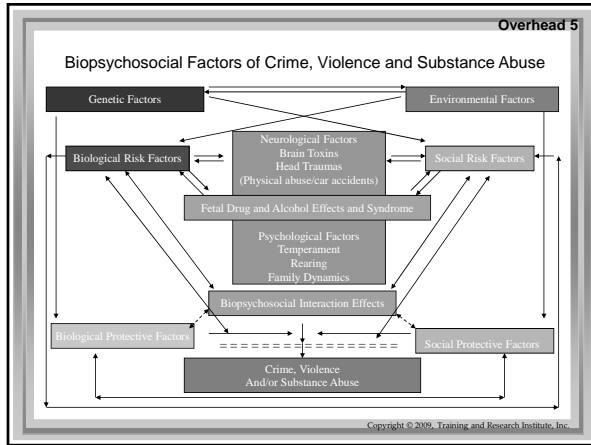 Overhead 5
Biopsychosocial Factors of Crime, Violence and Substance Abuse
Genetic Factors
Environmental Factors
Neurological Factors
Brain Toxins
Head Traumas
(Physical abuse/car accidents)
Biological Risk Factors
Social Risk Factors
Fetal Drug and Alcohol Effects and Syndrome
Psychological Factors
Temperament
Rearing
Family Dynamics
Biopsychosocial Interaction Effects
Biological Protective Factors
Social Protective Factors
Crime, Violence
And/or Substance Abuse
Copyright © 2009, Training and Research Institute, Inc.